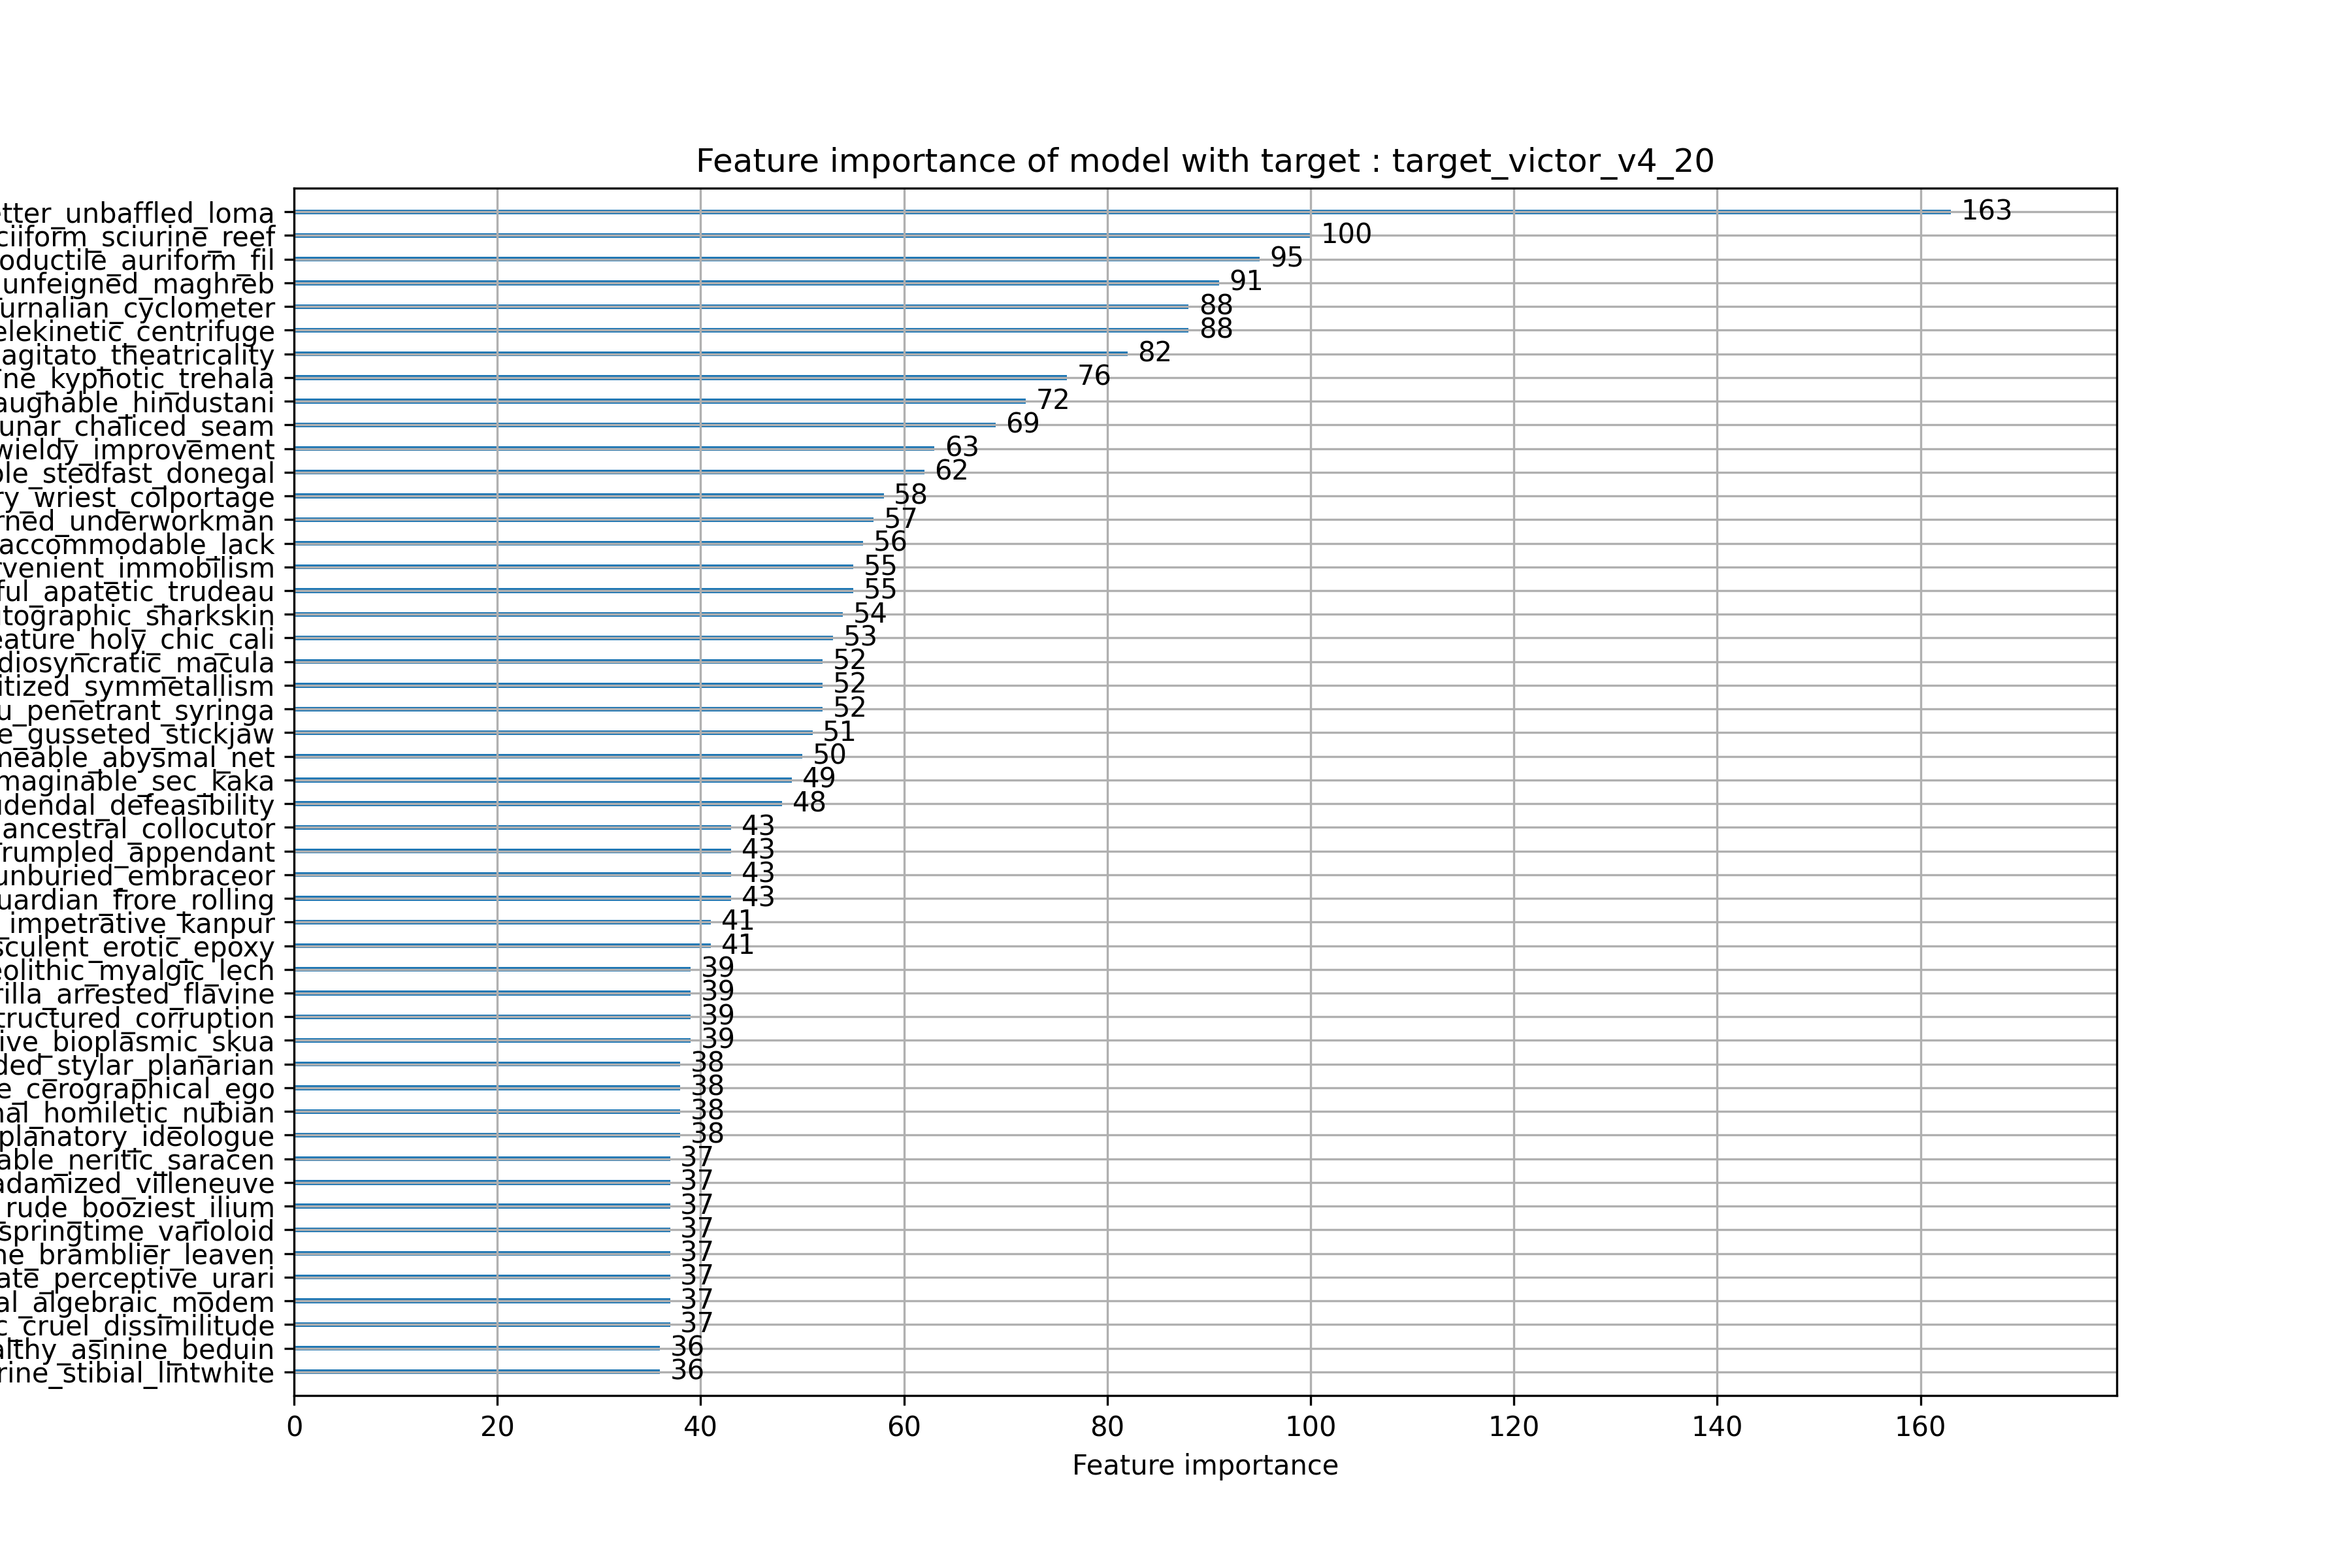 Feature importance of model with target : target_victor_v4_20
tter_unbaffled_loma 163
ciiform_sciurine_reef 100
oductile_auriform_fil 95
unfeigned_maghreb 91
urnalian_cyclometer 88
elekinetic_centrifuge 88
agitato_theatricality 82
ne_kyphotic_trehala 76
aughable_hindustani 72
unar_chaliced_seam 69
wieldy_improvement 63
ble_stedfast_donegal 62
ry_wriest_colportage 58
rned_underworkman 57
accommodable_lack 56
rvenient_immobilism 55
ful_apatetic_trudeau 55
tographic_sharkskin 54
eature_holy_chic_cali 53
diosyncratic_macula 52
itized_symmetallism 52
u_penetrant_syringa 52
e_gusseted_stickjaw 51
meable_abysmal_net 50
maginable_sec_kaka 49
udendal_defeasibility 48
ancestral_collocutor 43
rumpled_appendant 43
unburied_embraceor 43
uardian_frore_rolling 43
impetrative_kanpur 41
sculent_erotic_epoxy 41
eolithic_myalgic_lech 39
rilla_arrested_flavine 39
tructured_corruption 39
ive_bioplasmic_skua 39
ded_stylar_planarian 38
e_cerographical_ego 38
nal_homiletic_nubian 38
planatory_ideologue 38
able_neritic_saracen 37
adamized_villeneuve 37
rude_booziest_ilium 37
springtime_varioloid 37
ne_bramblier_leaven 37
ate_perceptive_urari 37
al_algebraic_modem 37
c_cruel_dissimilitude 37
althy_asinine_beduin 36
rine_stibial_lintwhite 36
0 20 40 60 80 100 120 140 160
Feature importance